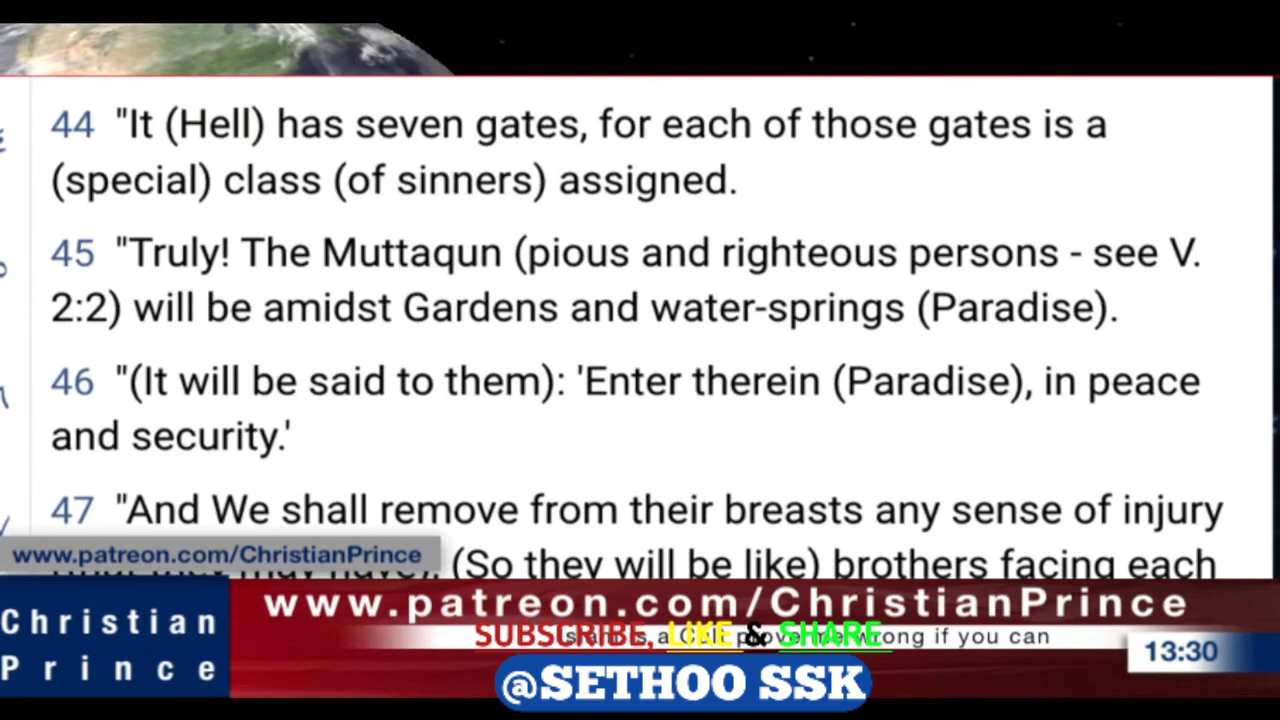 44 "It (Hell) has seven gates, for each of those gates is a
(special) class (of sinners) assigned.
45 "Truly! The Muttaqun (pious and righteous persons - see V.
2:2) will be amidst Gardens and water-springs (Paradise).
46 "(It will be said to them): 'Enter therein (Paradise), in peace
and security.'
47 "And We shall remove from their breasts any sense of injury
(So they will be like) brothers facing each
www.patreon.com/ChristianPrince
www.patreon.com/ChristianPrince
Christian
Prince
SUBSCRIBE, LIKE & SHARE
wrong if you can
13:30
@SETHOO SSK